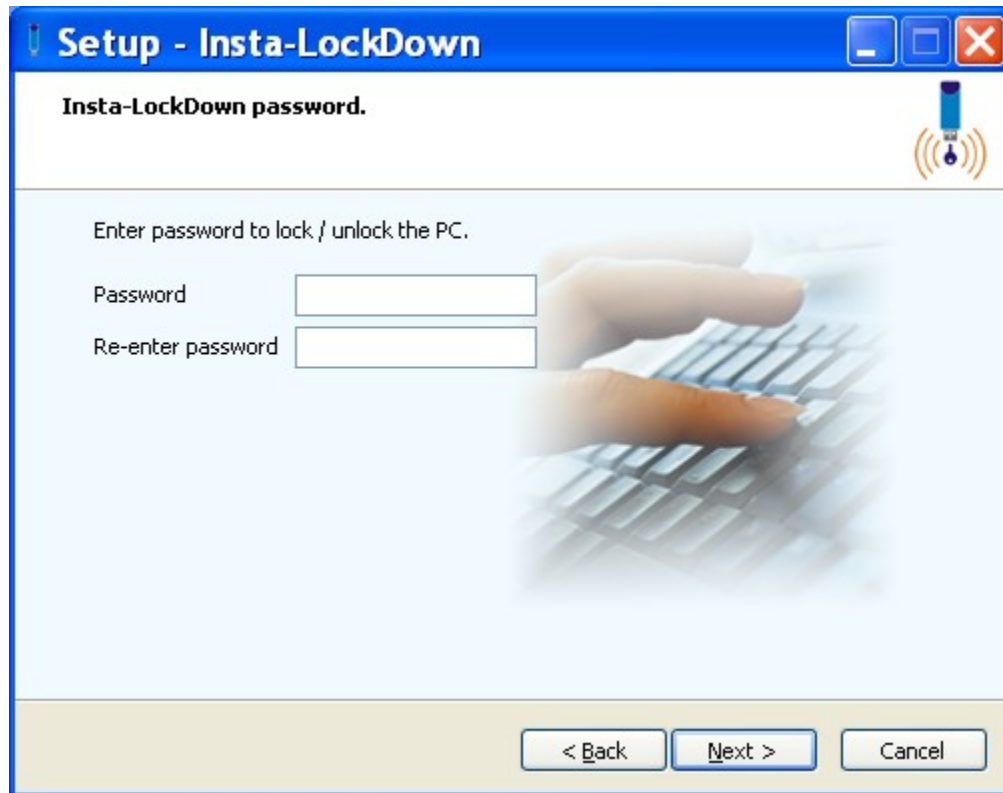 Setup - Insta-LockDown
Insta-LockDown password.
Enter password to lock / unlock the PC.
Password
Re-enter password
< Back Next > Cancel